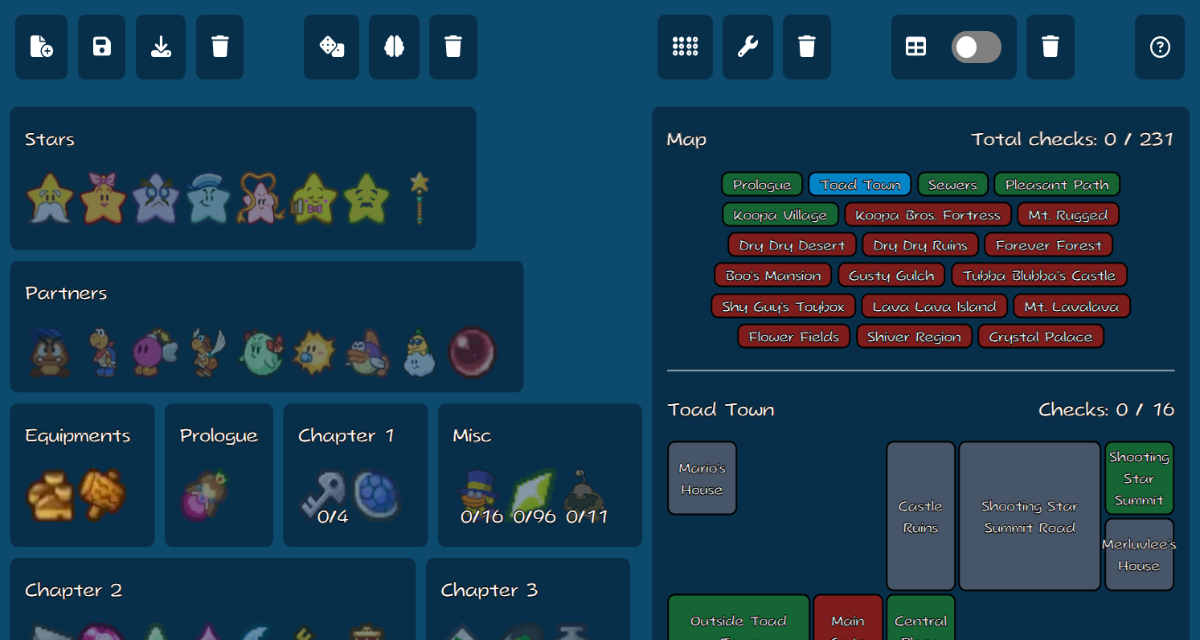 Stars
Partners
Equipments
Prologue
Chapter 1
0/4
Misc
0/16 0/96 0/11
Chapter 2
Chapter 3
Map
Total checks: 0 / 231
Prologue Toad Town Sewers Pleasant Path
Koopa Village Koopa Bros. Fortress Mt. Rugged
Dry Dry Desert Dry Dry Ruins Forever Forest
Boo's Mansion Gusty Gulch Tubba Blubba's Castle
Shy Guy's Toybox Lava Lava Island Mt. Lavalava
Flower Fields Shiver Region Crystal Palace
Toad Town
Checks: 0 / 16
Mario's
House
Castle
Ruins
Shooting Star
Summit Road
Shooting
Star
Summit
Merluvlee's
House
Outside Toad
Main
Central